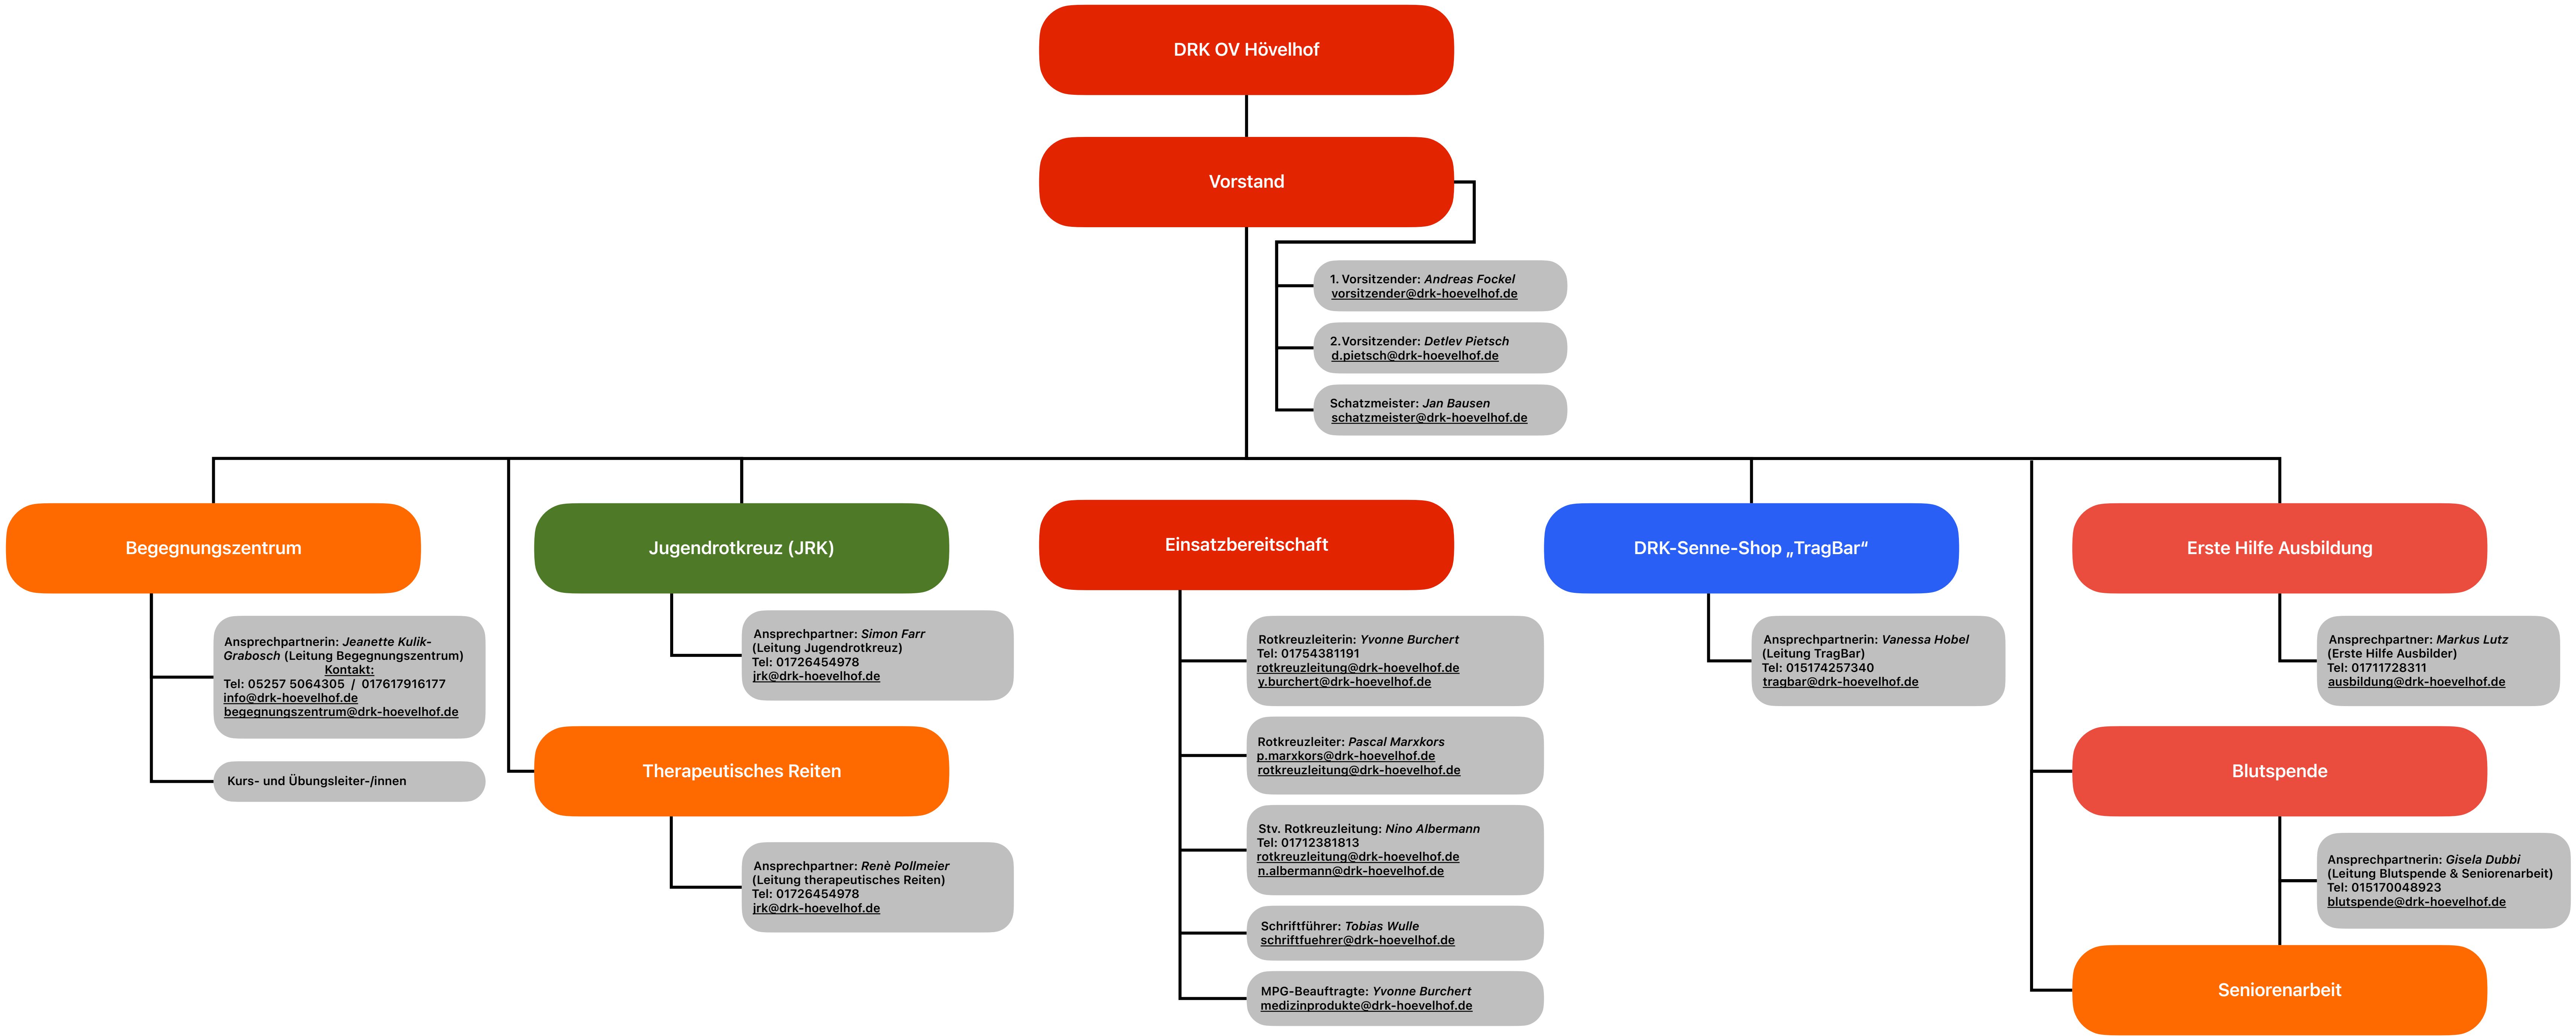 DRK OV Hövelhof
Vorstand
1. Vorsitzender: Andreas Fockel
vorsitzender@drk-hoevelhof.de
2.Vorsitzender: Detlev Pietsch
d.pietsch@drk-hoevelhof.de
Schatzmeister: Jan Bausen
schatzmeister@drk-hoevelhof.de
Begegnungszentrum
Ansprechpartnerin: Jeanette Kulik-
Grabosch (Leitung Begegnungszentrum)
Kontakt:
Tel: 05257 5064305 / 017617916177
info@drk-hoevelhof.de
begegnungszentrum@drk-hoevelhof.de
Kurs- und Übungsleiter-/innen
Jugendrotkreuz (JRK)
Ansprechpartner: Simon Farr
(Leitung Jugendrotkreuz)
Tel: 01726454978
jrk@drk-hoevelhof.de
Therapeutisches Reiten
Ansprechpartner: Renè Pollmeier
(Leitung therapeutisches Reiten)
Tel: 01726454978
jrk@drk-hoevelhof.de
Einsatzbereitschaft
Rotkreuzleiterin: Yvonne Burchert
Tel: 01754381191
rotkreuzleitung@drk-hoevelhof.de
y.burchert@drk-hoevelhof.de
Rotkreuzleiter: Pascal Marxkors
p.marxkors@drk-hoevelhof.de
rotkreuzleitung@drk-hoevelhof.de
Stv. Rotkreuzleitung: Nino Albermann
Tel: 01712381813
rotkreuzleitung@drk-hoevelhof.de
n.albermann@drk-hoevelhof.de
Schriftführer: Tobias Wulle
schriftfuehrer@drk-hoevelhof.de
MPG-Beauftragte: Yvonne Burchert
medizinprodukte@drk-hoevelhof.de
DRK-Senne-Shop „TragBar“
Ansprechpartnerin: Vanessa Hobel
(Leitung TragBar)
Tel: 015174257340
tragbar@drk-hoevelhof.de
Erste Hilfe Ausbildung
Ansprechpartner: Markus Lutz
(Erste Hilfe Ausbilder)
Tel: 01711728311
ausbildung@drk-hoevelhof.de
Blutspende
Ansprechpartnerin: Gisela Dubbi
(Leitung Blutspende & Seniorenarbeit)
Tel: 015170048923
blutspende@drk-hoevelhof.de
Seniorenarbeit